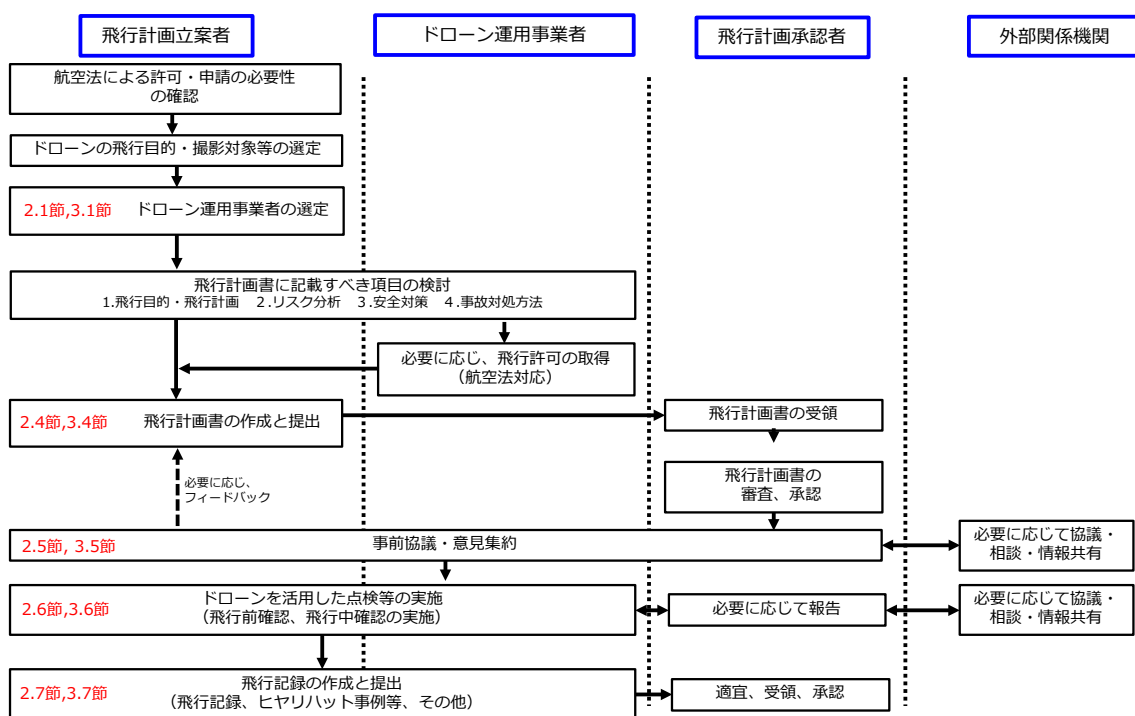 飛行計画立案者
ドローン運用事業者
飛行計画承認者
外部関係機関
航空法による許可・申請の必要性
の確認
ドローンの飛行目的・撮影対象等の選定
2.1節,3.1節 ドローン運用事業者の選定
飛行計画書に記載すべき項目の検討
1.飛行目的・飛行計画 2.リスク分析 3.安全対策 4.事故対処方法
必要に応じ、飛行許可の取得
(航空法対応)
2.4節,3.4節 飛行計画書の作成と提出
飛行計画書の受領
必要に応じ、
フィードバック
飛行計画書の
審査、承認
2.5節, 3.5節 事前協議・意見集約
必要に応じて協議・
相談・情報共有
2.6節,3.6節
ドローンを活用した点検等の実施
(飛行前確認、飛行中確認の実施)
必要に応じて報告
必要に応じて協議・
相談・情報共有
2.7節,3.7節
飛行記録の作成と提出
(飛行記録、ヒヤリハット事例等、その他)
適宜、受領、承認